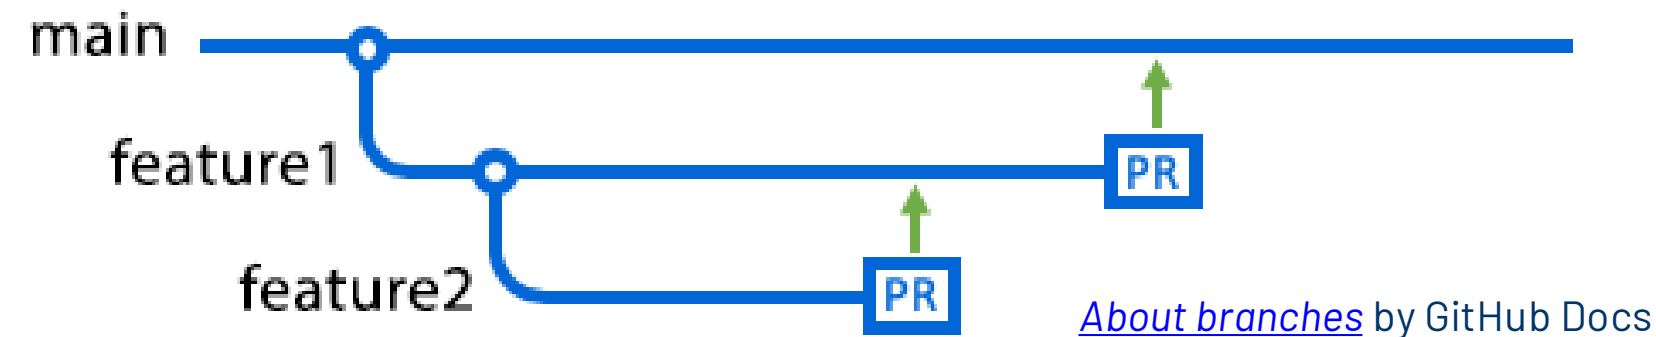 main
feature1
PR
feature2
PR
About branches by GitHub Docs